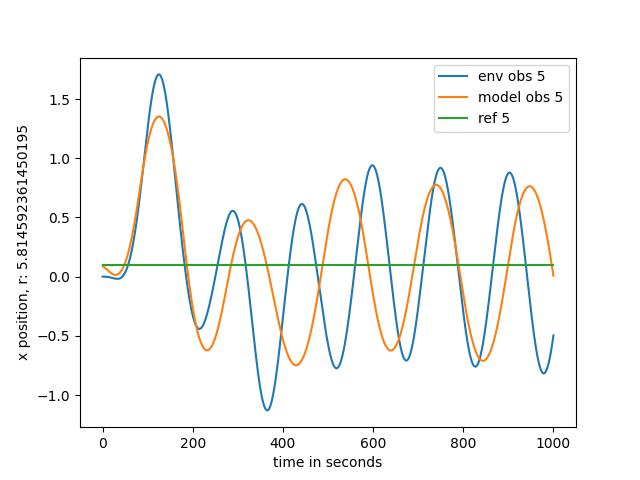 env obs 5
model obs 5
ref 5
1.5
1.0
0.5
0.0
−0.5
−1.0
x position, r: 5.814592361450195
0
200
400
600
800
1000
time in seconds